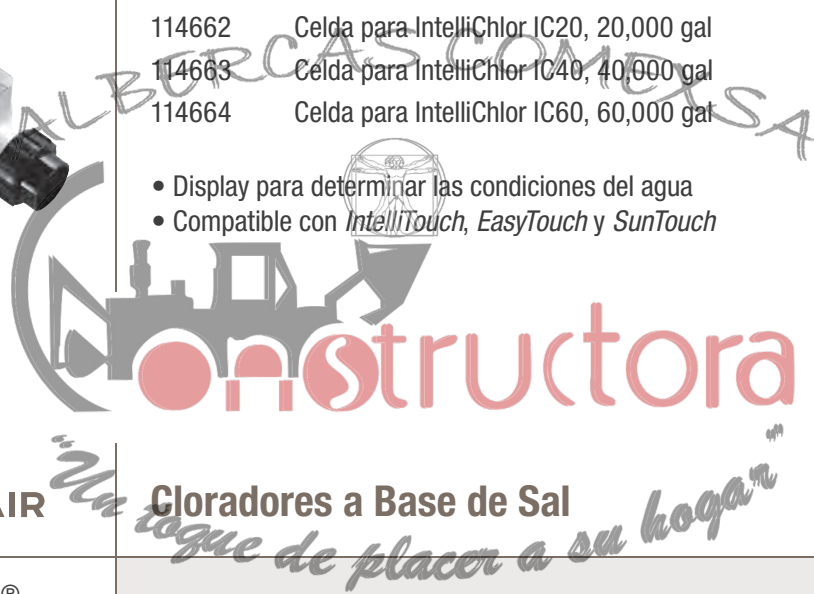 114662 Celda para IntelliChlor IC20, 20,000 gal
ALBERCAS COMEXSA
114663 Celda para IntelliChlor IC40, 40,000 gal
114664 Celda para IntelliChlor IC60, 60,000 gal
• Display para determinar las condiciones del agua
• Compatible con IntelliTouch, EasyTouch y SunTouch
Constructora
"Un toque de placer a su hogar"
AIR
Cloradores a Base de Sal
®